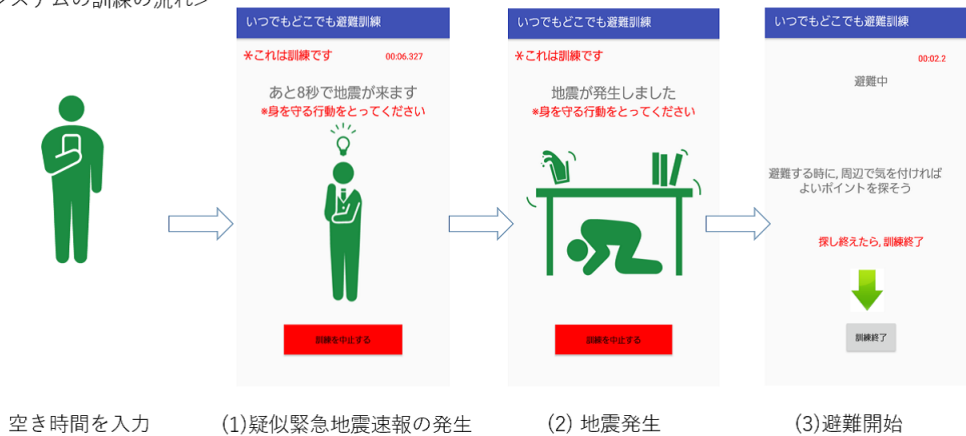 ステムの訓練の流れ>
いつでもどこでも避難訓練
*これは訓練です 00:06.327
あと8秒で地震が来ます
*身を守る行動をとってください
訓練を中止する
いつでもどこでも避難訓練
*これは訓練です
地震が発生しました
*身を守る行動をとってください
訓練を中止する
いつでもどこでも避難訓練
00:02.2
避難中
避難する時に, 周辺で気を付ければ
よいポイントを探そう
探し終えたら, 訓練終了
訓練終了
空き時間を入力
(1)疑似緊急地震速報の発生
(2) 地震発生
(3)避難開始